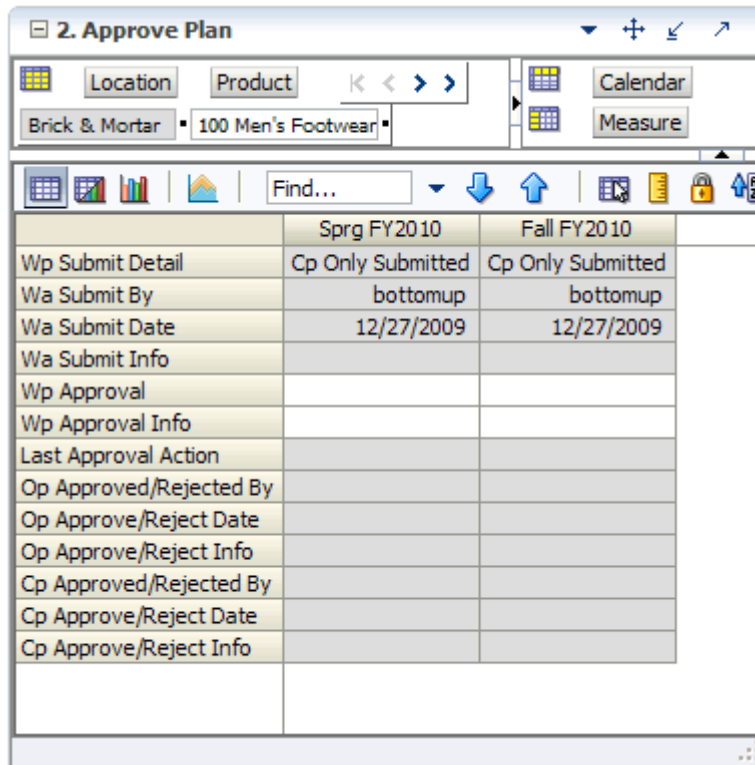 2. Approve Plan
Location Product Calendar
Brick & Mortar 100 Men's Footwear Measure
Find...
Sprg FY2010 Fall FY2010
Wp Submit Detail Cp Only Submitted Cp Only Submitted
Wa Submit By bottomup bottomup
Wa Submit Date 12/27/2009 12/27/2009
Wa Submit Info
Wp Approval
Wp Approval Info
Last Approval Action
Op Approved/Rejected By
Op Approve/Reject Date
Op Approve/Reject Info
Cp Approved/Rejected By
Cp Approve/Reject Date
Cp Approve/Reject Info